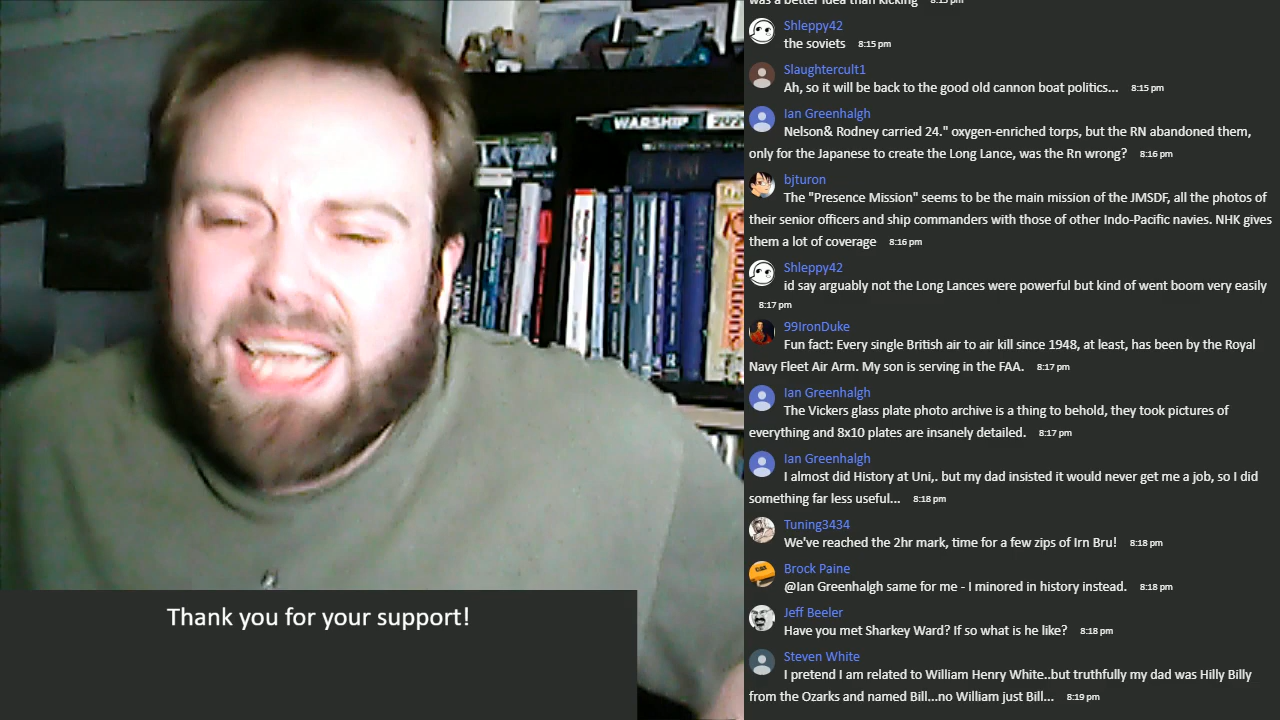 was a better idea than kicking 8:15 pm
Shleppy42
the soviets 8:15 pm
Slaughtercult1
Ah, so it will be back to the good old cannon boat politics... 8:15 pm
Ian Greenhalgh
Nelson& Rodney carried 24." oxygen-enriched torps, but the RN abandoned them,
only for the Japanese to create the Long Lance, was the Rn wrong? 8:16 pm
bjturon
The "Presence Mission" seems to be the main mission of the JMSDF, all the photos of
their senior officers and ship commanders with those of other Indo-Pacific navies. NHK gives
them a lot of coverage 8:16 pm
Shleppy42
id say arguably not the Long Lances were powerful but kind of went boom very easily
8:17 pm
99IronDuke
Fun fact: Every single British air to air kill since 1948, at least, has been by the Royal
Navy Fleet Air Arm. My son is serving in the FAA. 8:17 pm
Ian Greenhalgh
The Vickers glass plate photo archive is a thing to behold, they took pictures of
everything and 8x10 plates are insanely detailed. 8:17 pm
Ian Greenhalgh
I almost did History at Uni,. but my dad insisted it would never get me a job, so I did
something far less useful... 8:18 pm
Tuning3434
We've reached the 2hr mark, time for a few zips of Irn Bru! 8:18 pm
Brock Paine
@Ian Greenhalgh same for me - I minored in history instead. 8:18 pm
Jeff Beeler
Have you met Sharkey Ward? If so what is he like? 8:18 pm
Steven White
I pretend I am related to William Henry White..but truthfully my dad was Hilly Billy
from the Ozarks and named Bill...no William just Bill... 8:19 pm
WARSHIP
Thank you for your support!